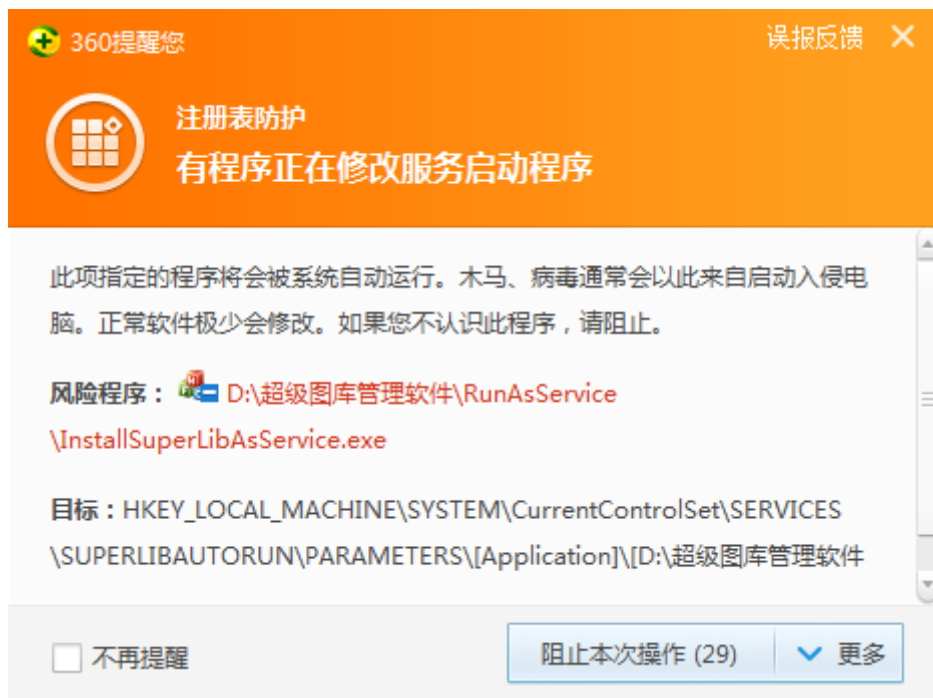 360提醒您
误报反馈
注册表防护
有程序正在修改服务启动程序
此项指定的程序将会被系统自动运行。木马、病毒通常会以此来自启动入侵电
脑。正常软件极少会修改。如果您不认识此程序，请阻止。
风险程序： D:\超级图库管理软件\RunAsService
\InstallSuperLibAsService.exe
目标：HKEY_LOCAL_MACHINE\SYSTEM\CurrentControlSet\SERVICES
\SUPERLIBAUTORUN\PARAMETERS\[Application]\[D:\超级图库管理软件
不再提醒
阻止本次操作 (29)
更多